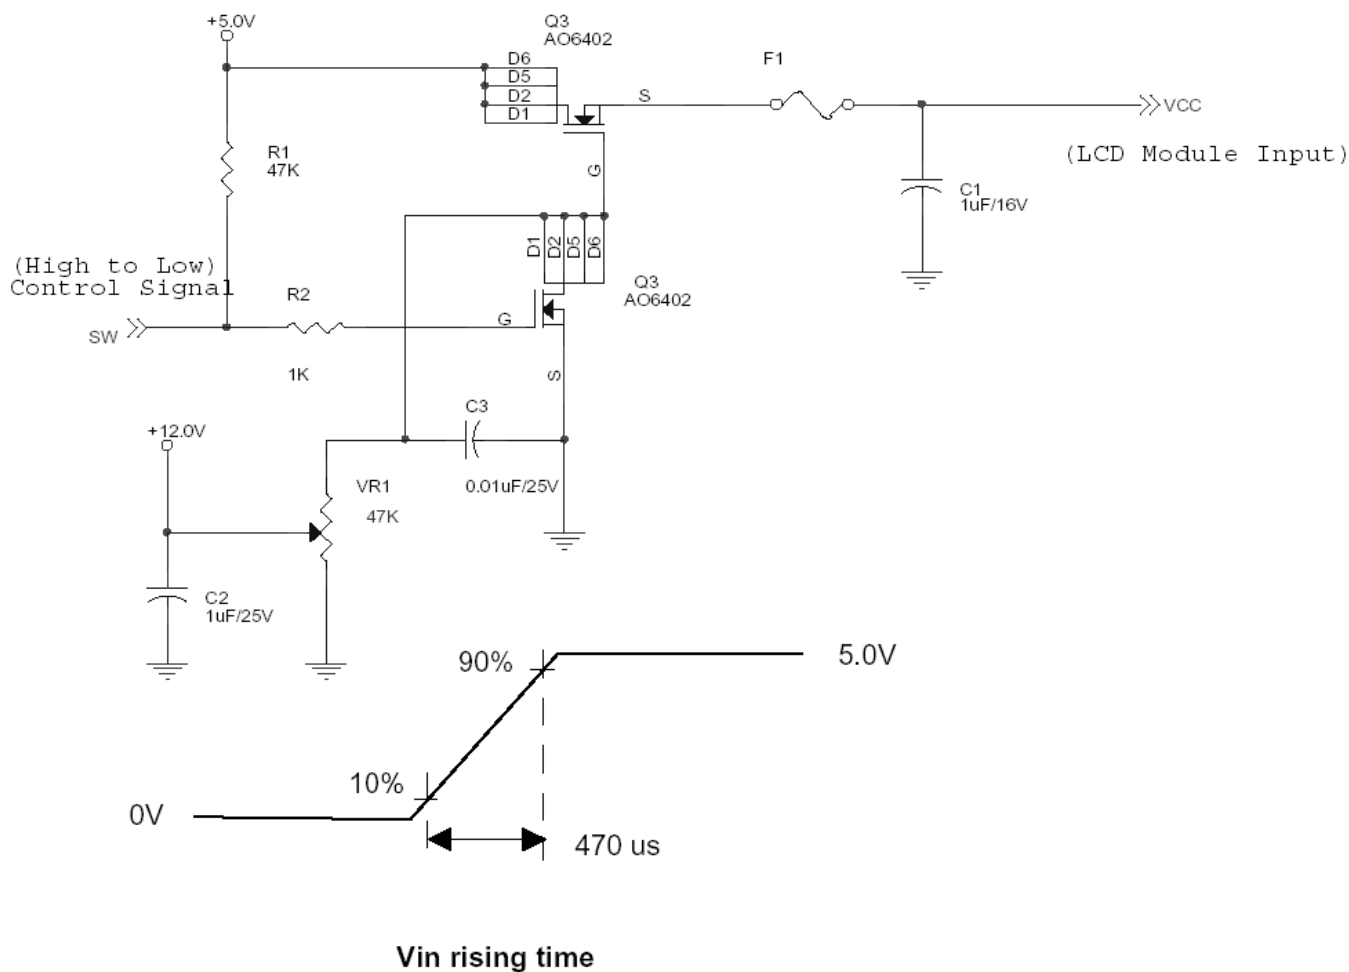 +5.0V
Q3
AO6402
D6
D5
D2
D1
S
F1
VCC
(LCD Module Input)
R1
47K
G
C1
1uF/16V
D1
D2
D5
D6
(High to Low)
Control Signal
Q3
AO6402
R2
G
SW
1K
S
C3
+12.0V
VR1
47K
0.01uF/25V
C2
1uF/25V
90%
5.0V
10%
0V
470 us
Vin rising time